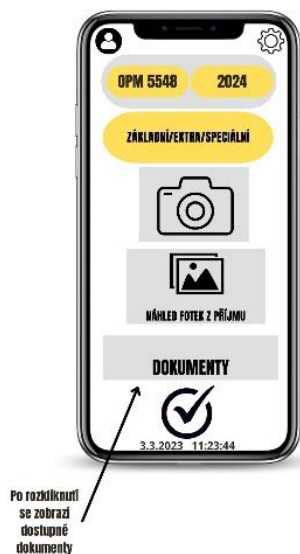 OPM 5548 2024
ZÁKLADNÍ/EXTRA/SPECIÁLNÍ
NÁHLED FOTEK Z PŘÍJMU
DOKUMENTY
3.3.2023 11:23:44
Po rozkliknutí
se zobrazí
dostupné
dokumenty